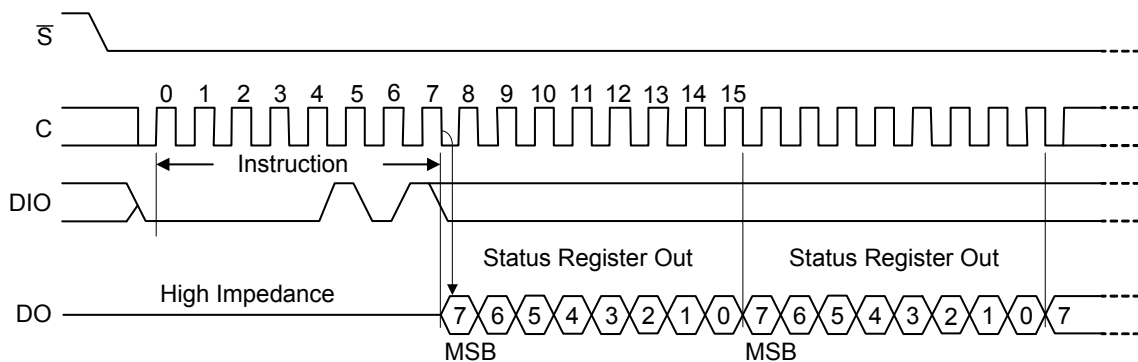 S̅
0 1 2 3 4 5 6 7 8 9 10 11 12 13 14 15
C
Instruction
DIO
Status Register Out Status Register Out
High Impedance
DO 7 6 5 4 3 2 1 0 7 6 5 4 3 2 1 0 7
MSB MSB